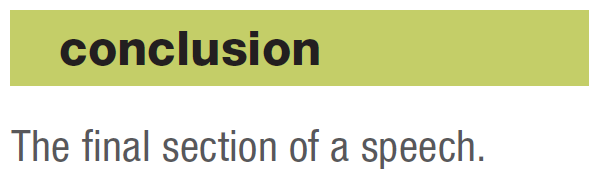 conclusion
The final section of a speech.